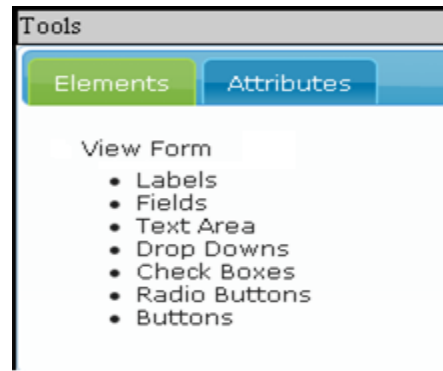 Tools
Elements Attributes
View Form
• Labels
• Fields
• Text Area
• Drop Downs
• Check Boxes
• Radio Buttons
• Buttons